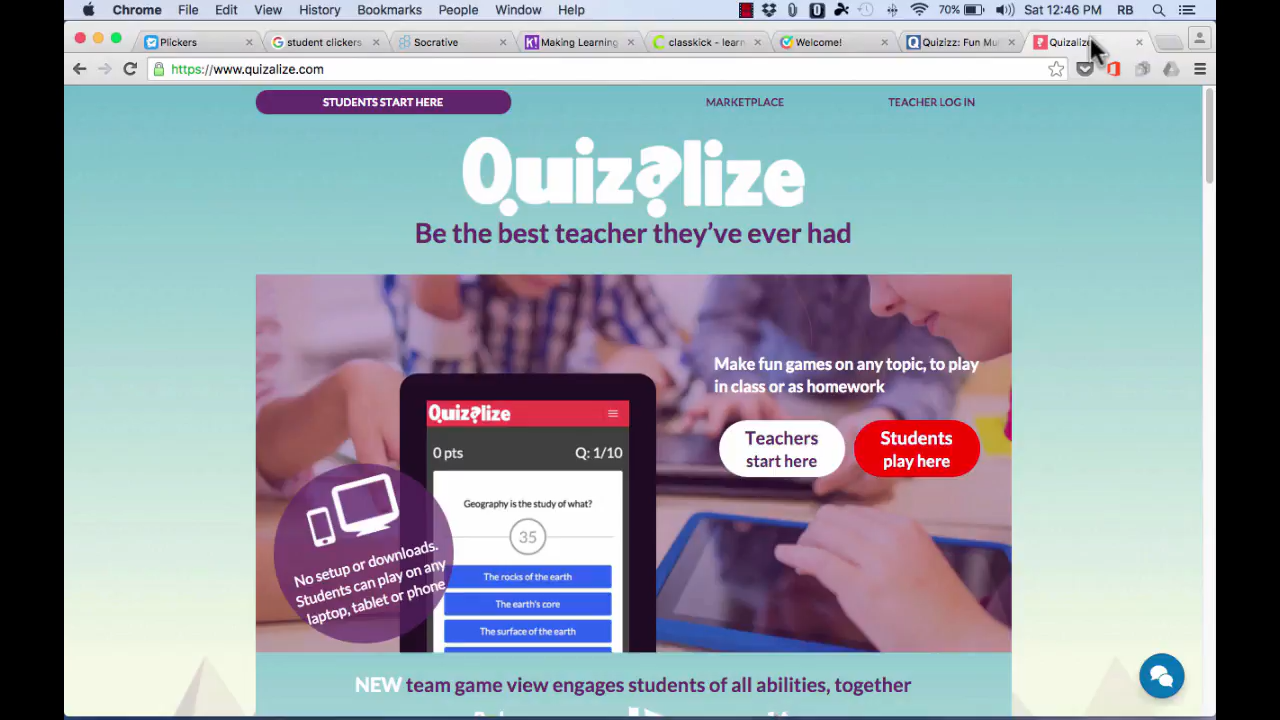 Chrome File Edit View History Bookmarks People Window Help 70% Sat 12:46 PM RB
Plickers student clickers Socrative Making Learning classkick - learn Welcome! Quizizz: Fun Mu Quizalize
https://www.quizalize.com
STUDENTS START HERE MARKETPLACE TEACHER LOG IN
Quizalize
Be the best teacher they've ever had
Make fun games on any topic, to play
in class or as homework
Teachers
start here
Students
play here
Quizalize
0 pts Q: 1/10
Geography is the study of what?
35
The rocks of the earth
The earth's core
The surface of the earth
No setup or downloads.
Students can play on any
laptop, tablet or phone
NEW team game view engages students of all abilities, together